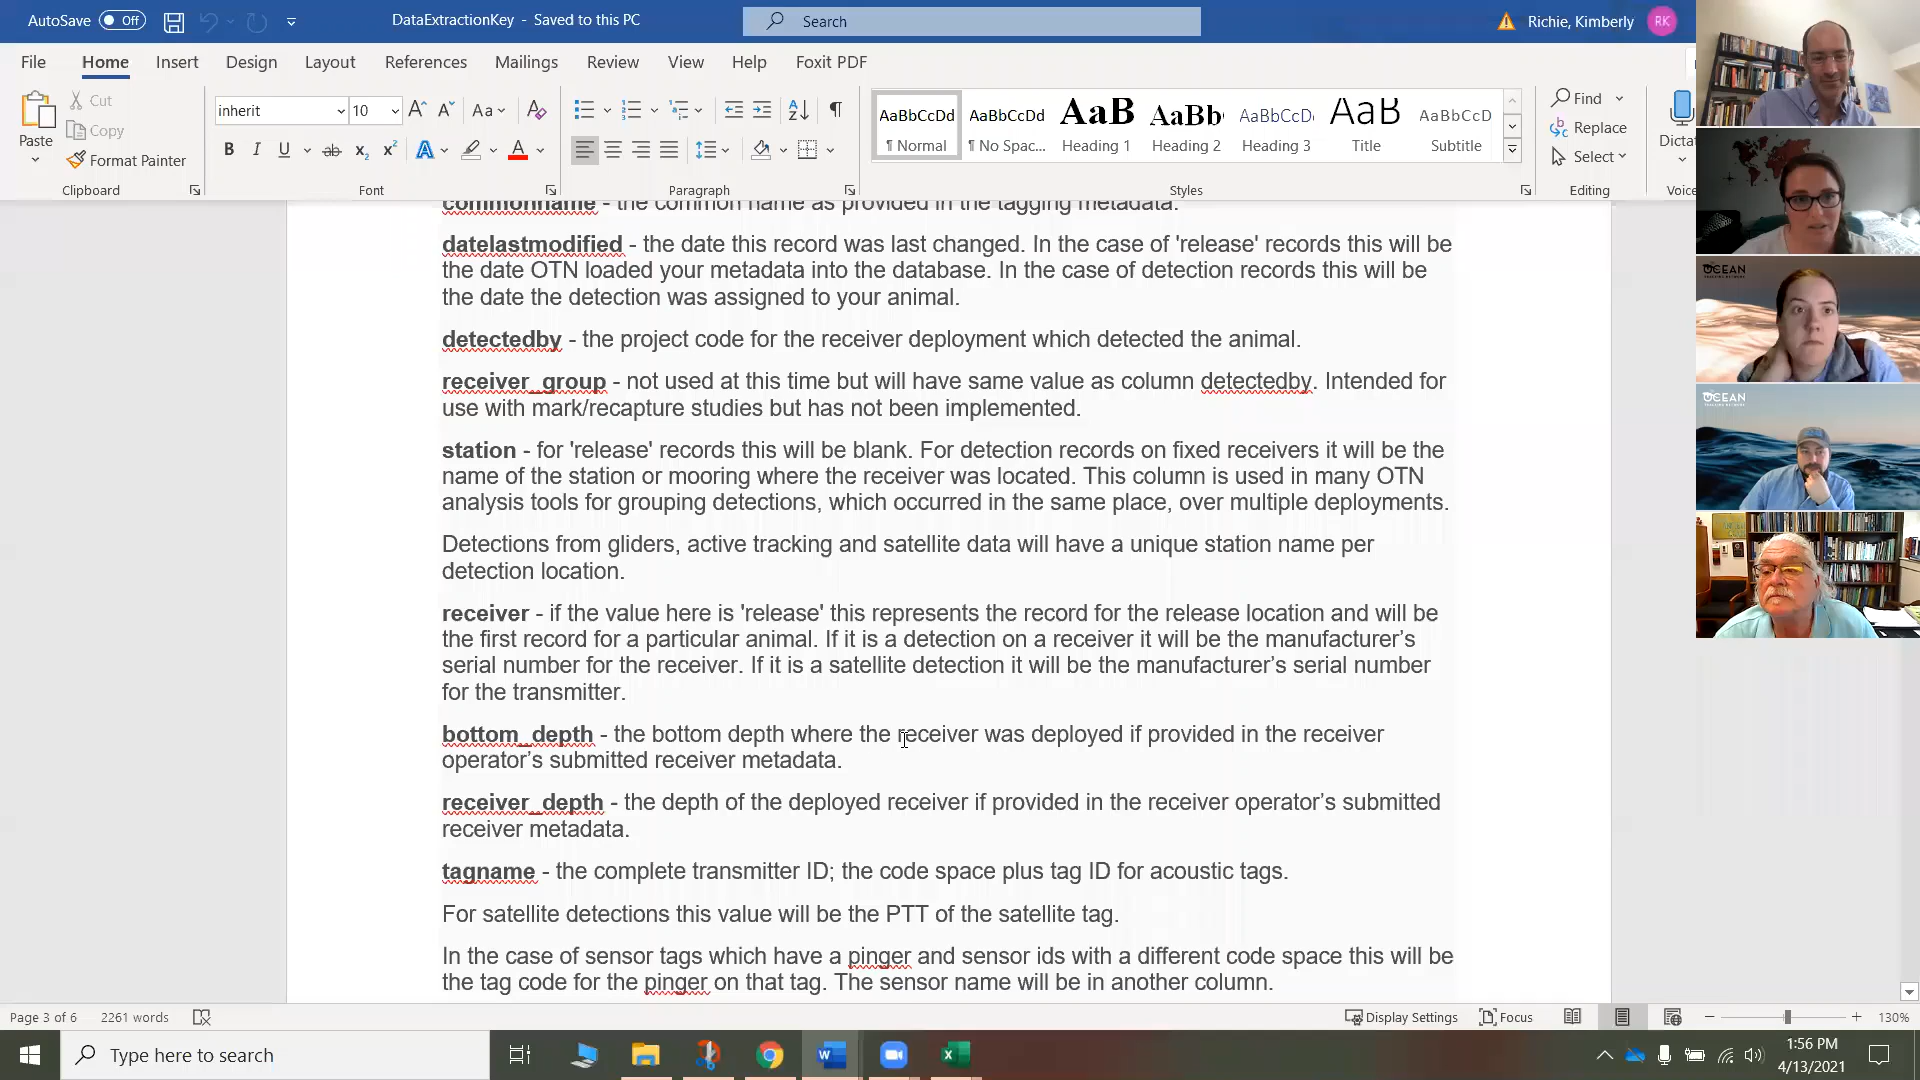 AutoSave Off DataExtractionKey - Saved to this PC Search Richie, Kimberly RK
File Home Insert Design Layout References Mailings Review View Help Foxit PDF
Paste Cut Copy Format Painter Clipboard
inherit 10 Font
Paragraph
AaBbCcDd AaBbCcDd AaB AaBb AaBbCcD AaB AaBbCcD
¶ Normal ¶ No Spac... Heading 1 Heading 2 Heading 3 Title Subtitle
Styles
Find
Replace
Select
Editing
Dictat
Voice
commonname - the common name as provided in the tagging metadata.
datelastmodified - the date this record was last changed. In the case of 'release' records this will be
the date OTN loaded your metadata into the database. In the case of detection records this will be
the date the detection was assigned to your animal.
detectedby - the project code for the receiver deployment which detected the animal.
receiver_group - not used at this time but will have same value as column detectedby. Intended for
use with mark/recapture studies but has not been implemented.
station - for 'release' records this will be blank. For detection records on fixed receivers it will be the
name of the station or mooring where the receiver was located. This column is used in many OTN
analysis tools for grouping detections, which occurred in the same place, over multiple deployments.
Detections from gliders, active tracking and satellite data will have a unique station name per
detection location.
receiver - if the value here is 'release' this represents the record for the release location and will be
the first record for a particular animal. If it is a detection on a receiver it will be the manufacturer’s
serial number for the receiver. If it is a satellite detection it will be the manufacturer’s serial number
for the transmitter.
bottom_depth - the bottom depth where the receiver was deployed if provided in the receiver
operator’s submitted receiver metadata.
receiver_depth - the depth of the deployed receiver if provided in the receiver operator’s submitted
receiver metadata.
tagname - the complete transmitter ID; the code space plus tag ID for acoustic tags.
For satellite detections this value will be the PTT of the satellite tag.
In the case of sensor tags which have a pinger and sensor ids with a different code space this will be
the tag code for the pinger on that tag. The sensor name will be in another column.
OCEAN
OCEAN
Page 3 of 6 2261 words Display Settings Focus 130%
Type here to search
1:56 PM
4/13/2021